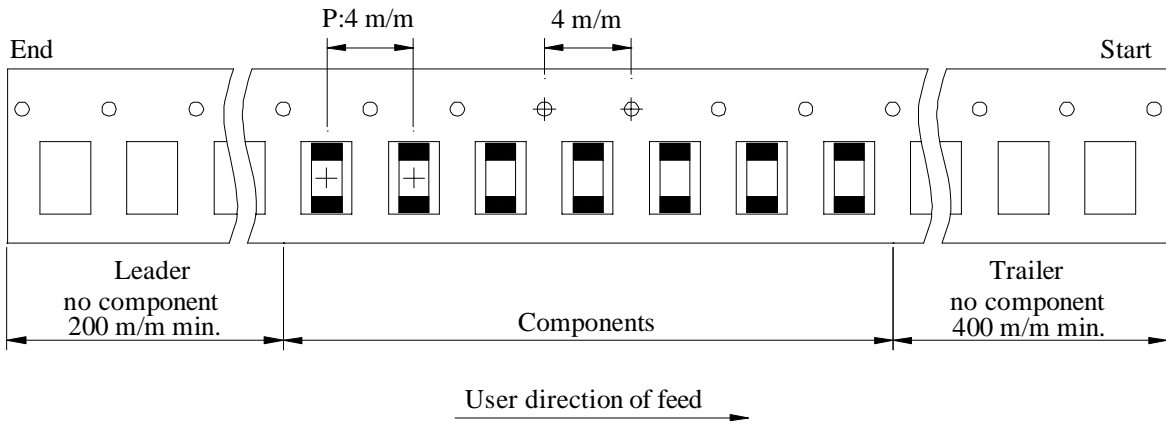 P:4 m/m
4 m/m
End
Start
Leader
no component
200 m/m min.
Components
Trailer
no component
400 m/m min.
User direction of feed